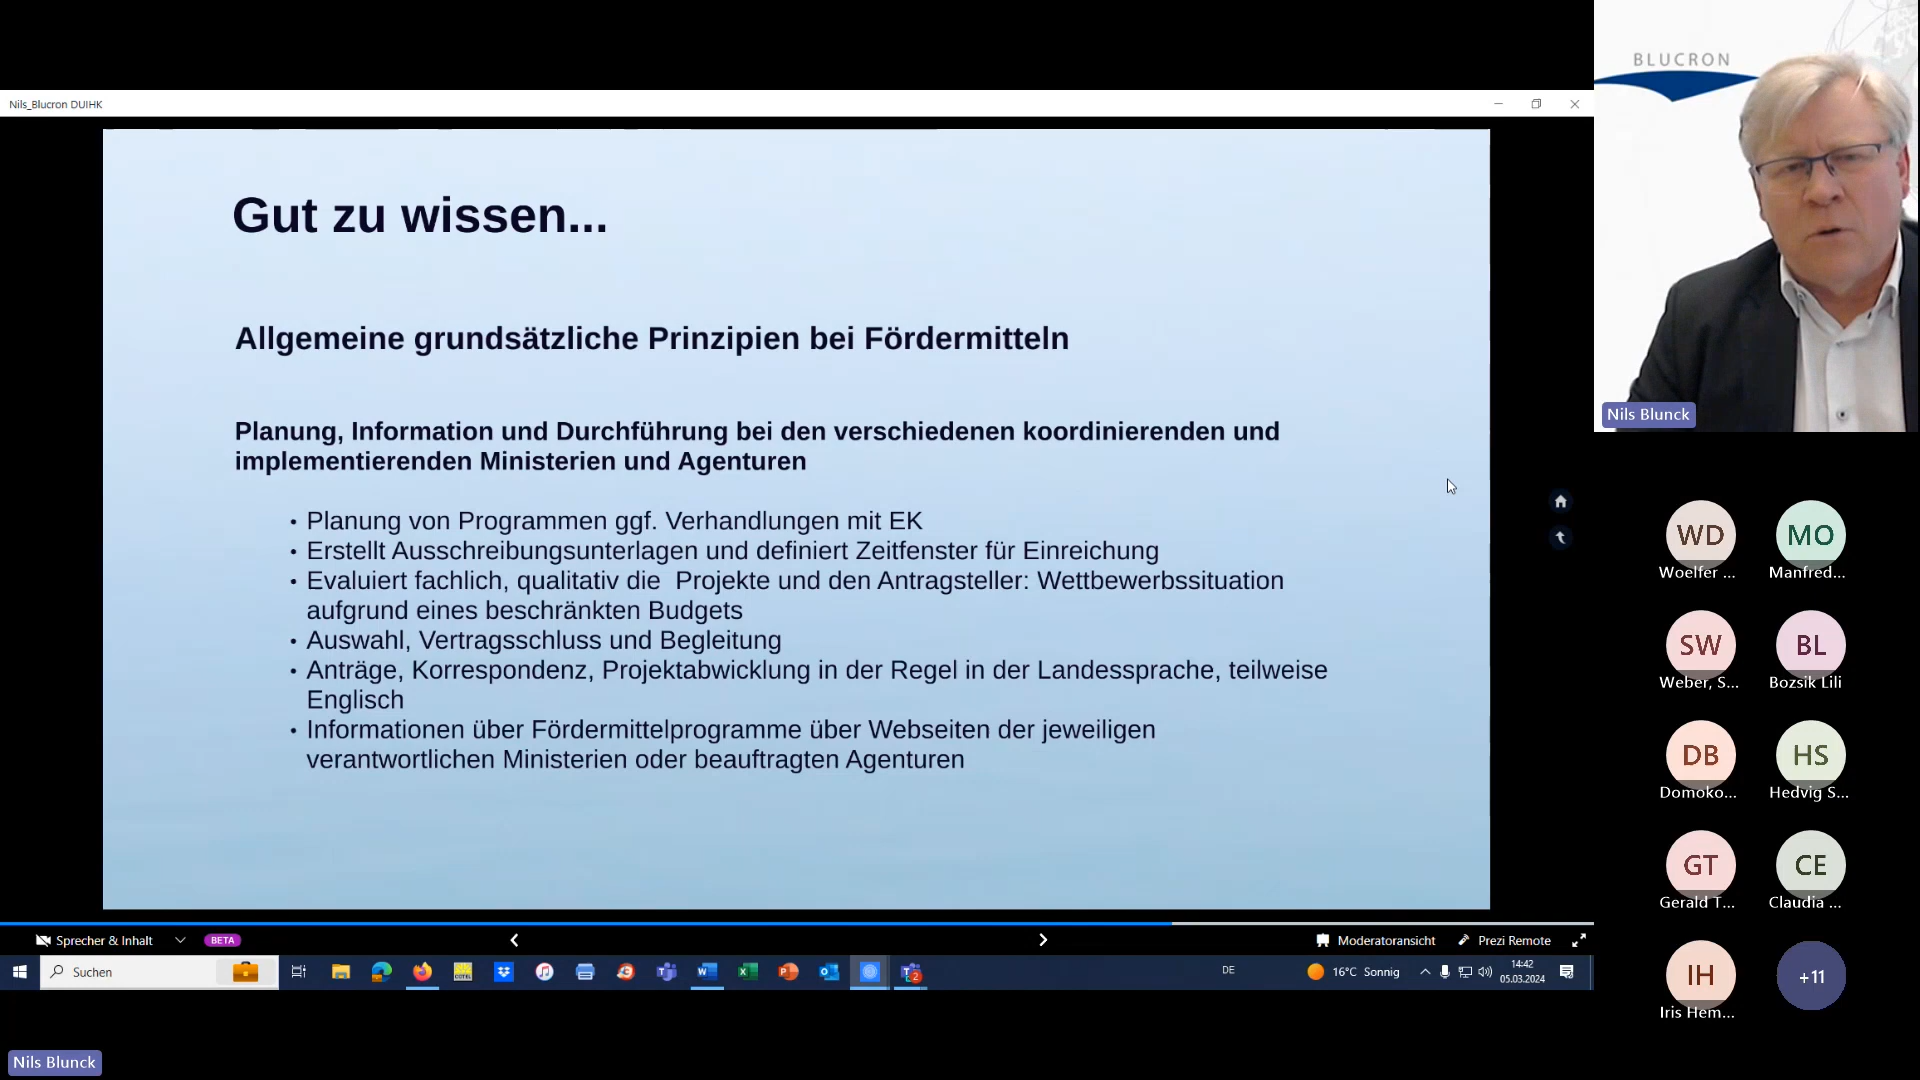 BLUCRON
Nils_Blucron DUIHK
Gut zu wissen...
Allgemeine grundsätzliche Prinzipien bei Fördermitteln
Planung, Information und Durchführung bei den verschiedenen koordinierenden und
implementierenden Ministerien und Agenturen
• Planung von Programmen ggf. Verhandlungen mit EK
• Erstellt Ausschreibungsunterlagen und definiert Zeitfenster für Einreichung
• Evaluiert fachlich, qualitativ die  Projekte und den Antragsteller: Wettbewerbssituation
aufgrund eines beschränkten Budgets
• Auswahl, Vertragsschluss und Begleitung
• Anträge, Korrespondenz, Projektabwicklung in der Regel in der Landessprache, teilweise
Englisch
• Informationen über Fördermittelprogramme über Webseiten der jeweiligen
verantwortlichen Ministerien oder beauftragten Agenturen
Nils Blunck
WD MO
Woelfer ... Manfred...
SW BL
Weber, S... Bozsik Lili
DB HS
Domoko... Hedvig S...
GT CE
Gerald T... Claudia ...
IH +11
Iris Hem...
Sprecher & Inhalt BETA Moderatoransicht Prezi Remote
Suchen DE 16°C Sonnig 14:42
05.03.2024
Nils Blunck